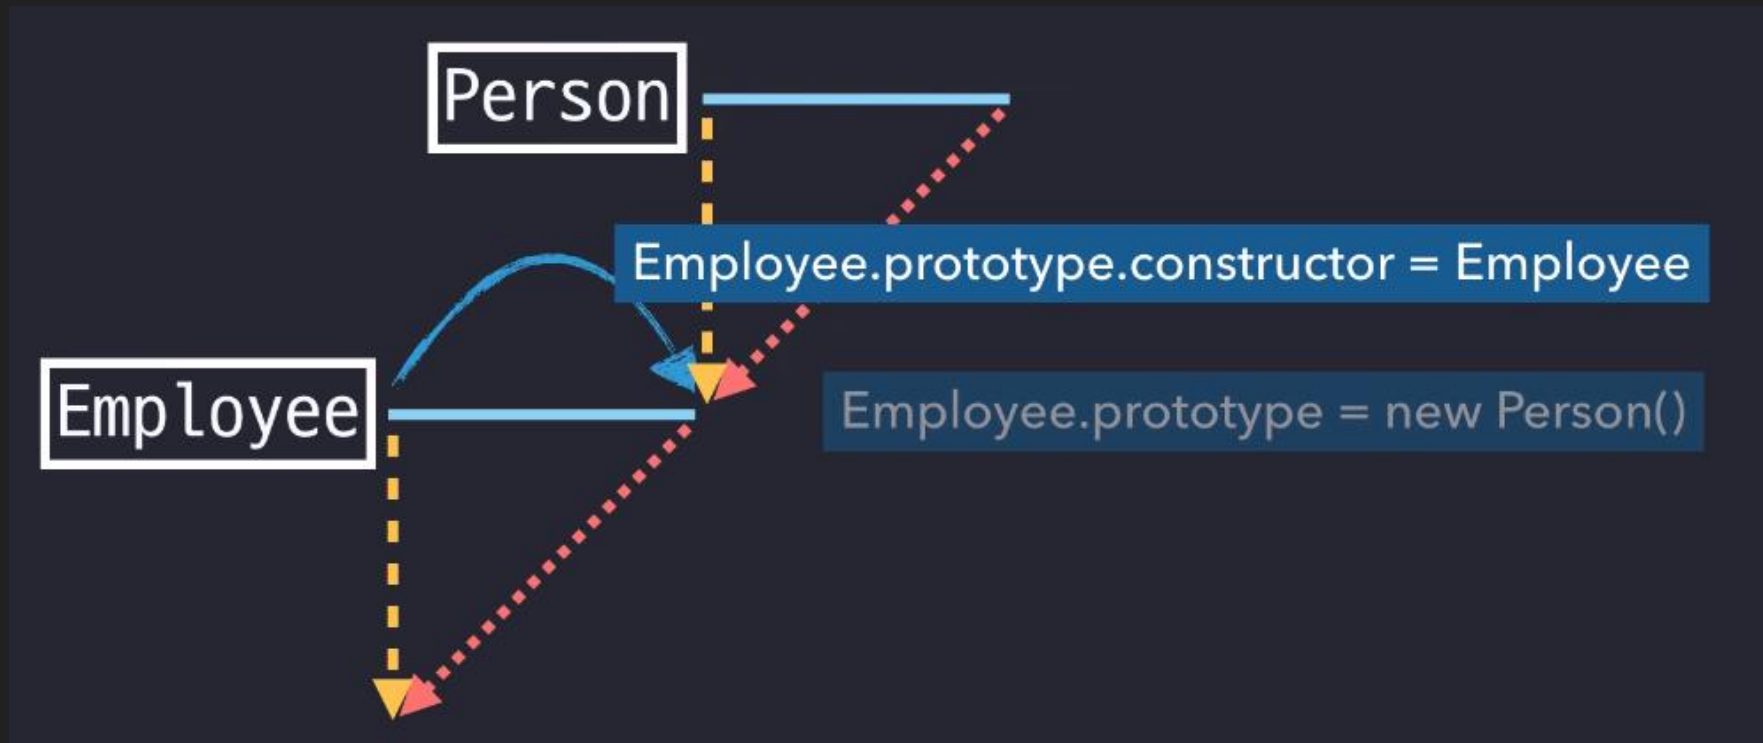 Person
Employee.prototype.constructor = Employee
Employee
Employee.prototype = new Person()